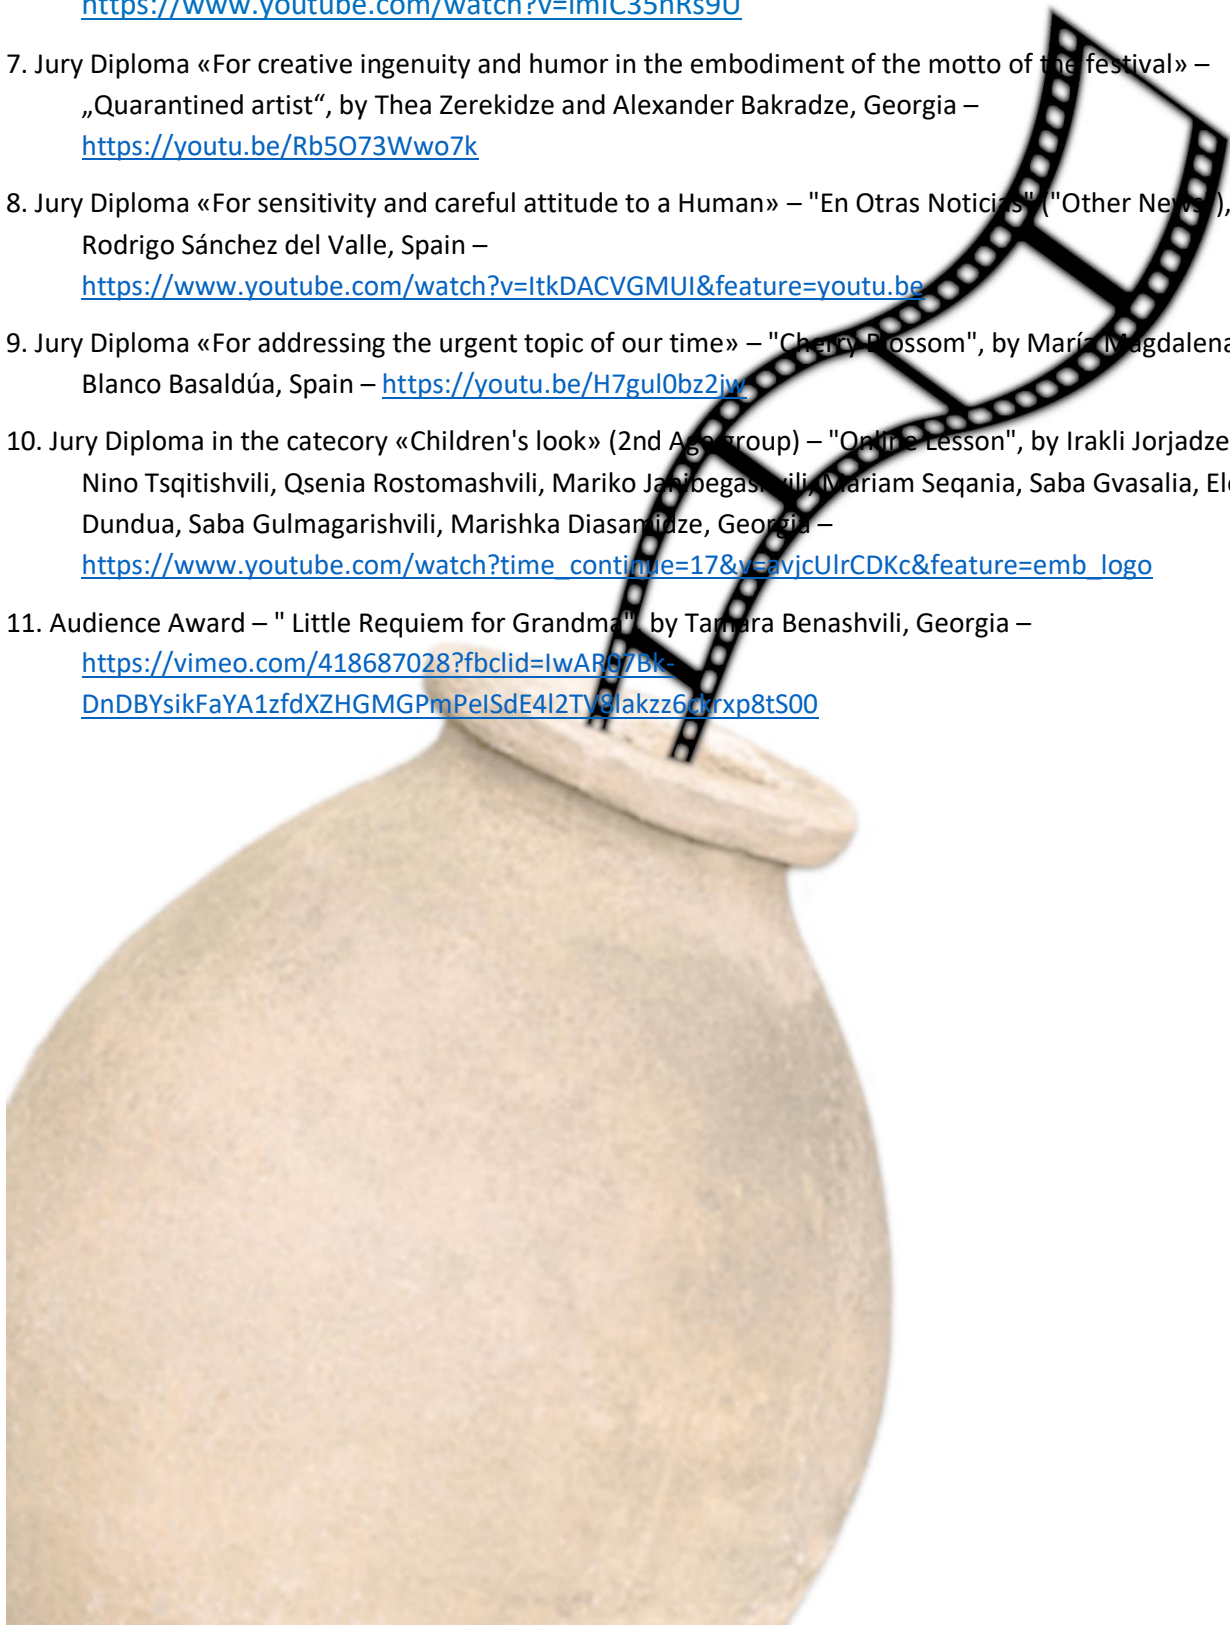 https://www.youtube.com/watch?v=imIC35nRs9U
7. Jury Diploma «For creative ingenuity and humor in the embodiment of the motto of the festival» –
„Quarantined artist“, by Thea Zerekidze and Alexander Bakradze, Georgia –
https://youtu.be/Rb5O73Wwo7k
8. Jury Diploma «For sensitivity and careful attitude to a Human» – "En Otras Noticias" ("Other News"),
Rodrigo Sánchez del Valle, Spain –
https://www.youtube.com/watch?v=ItkDACVGMUI&feature=youtu.be
9. Jury Diploma «For addressing the urgent topic of our time» – "Cherry Blossom", by María Magdalena
Blanco Basaldúa, Spain – https://youtu.be/H7gul0bz2jw
10. Jury Diploma in the catecory «Children's look» (2nd Age group) – "Online Lesson", by Irakli Jorjadze
Nino Tsqitishvili, Qsenia Rostomashvili, Mariko Janibegashvili, Mariam Seqania, Saba Gvasalia,
Dundua, Saba Gulmagarishvili, Marishka Diasamidze, Georgia –
https://www.youtube.com/watch?time_continue=17&v=avjcUlrCDKc&feature=emb_logo
11. Audience Award – " Little Requiem for Grandma", by Tamara Benashvili, Georgia –
https://vimeo.com/418687028?fbclid=IwAR07Bk-
DnDBYsikFaYA1zfdXZHGMGPmPeISdE4l2TV8lakzz6ckrxp8tS00